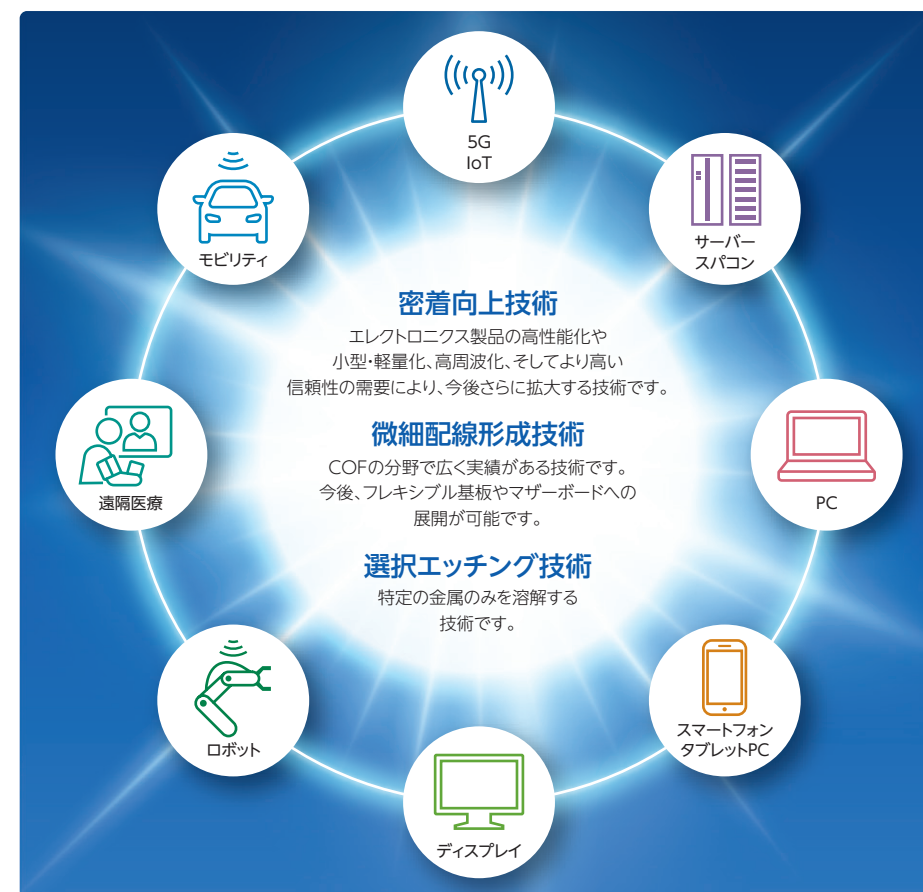 5G
IoT
サーバー
スパコン
モビリティ
密着向上技術
エレクトロニクス製品の高性能化や
小型・軽量化、高周波化、そしてより高い
信頼性の需要により、今後さらに拡大する技術です。
微細配線形成技術
COFの分野で広く実績がある技術です。
今後、フレキシブル基板やマザーボードへの
展開が可能です。
選択エッチング技術
特定の金属のみを溶解する
技術です。
遠隔医療
PC
ロボット
スマートフォン
タブレットPC
ディスプレイ